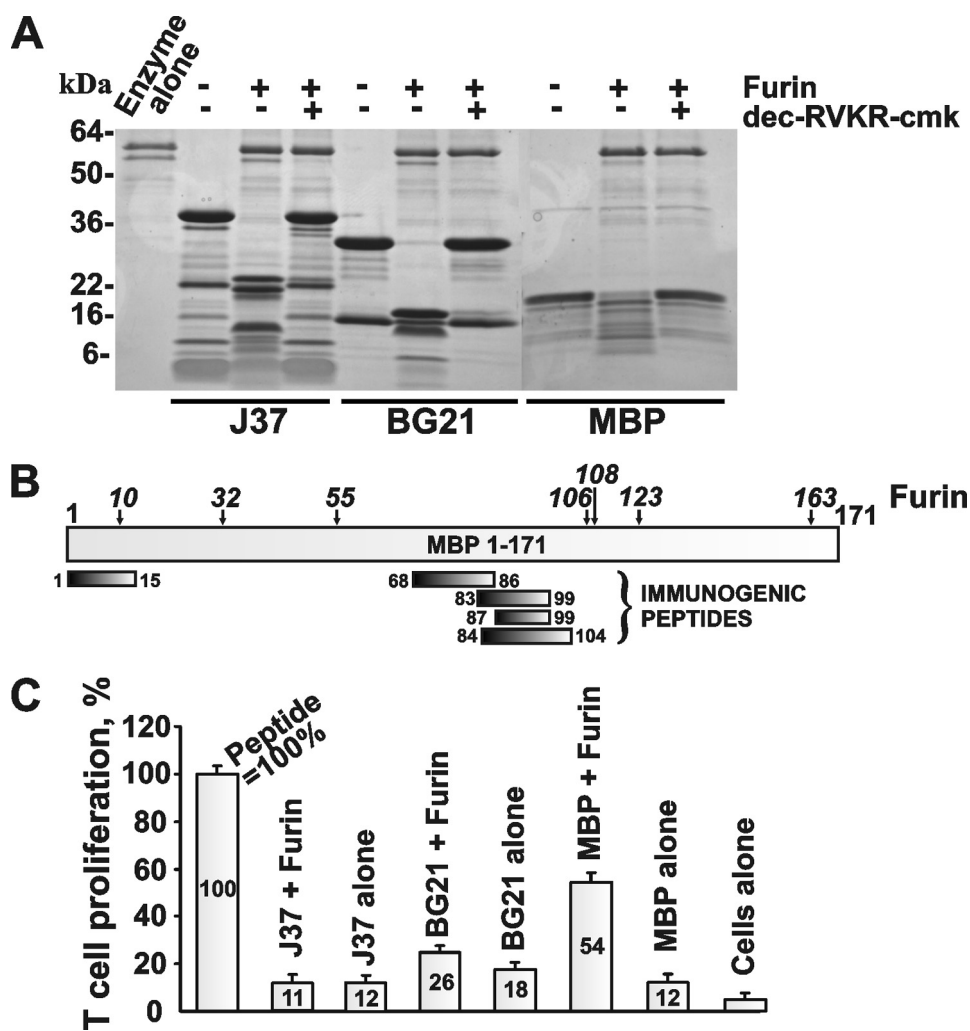 A
Enzyme alone
kDa - + + - + + - + + Furin
- - + - - + - - + dec-RVKR-cmk
64-
50-
36-
22-
16-
6-
J37 BG21 MBP
B
108
1 10 32 55 106 123 163 171 Furin
MBP 1-171
1 15 68 86
83 99
87 99
84 104
IMMUNOGENIC
PEPTIDES
C
T cell proliferation, %
120
100
80
60
40
20
0
Peptide
=100%
J37 + Furin
J37 alone
BG21 + Furin
BG21 alone
MBP + Furin
MBP alone
Cells alone
100 11 12 26 18 54 12